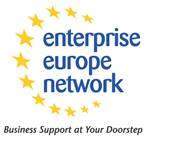 enterprise
europe
network
Business Support at Your Doorstep